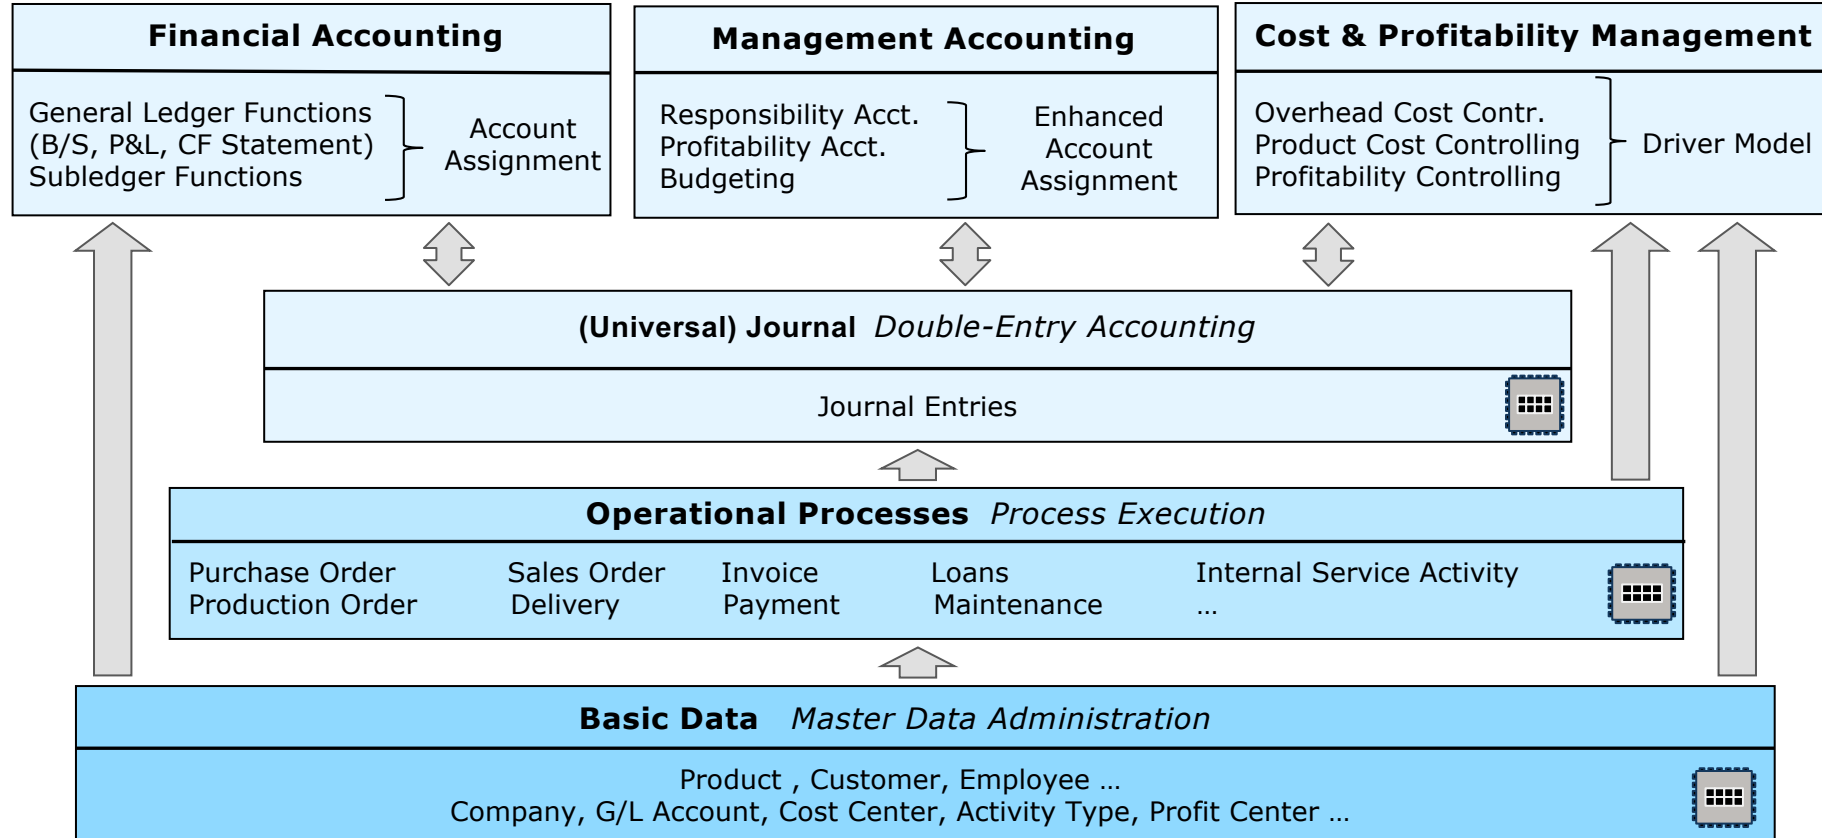 Financial Accounting
General Ledger Functions
(B/S, P&L, CF Statement)
Subledger Functions
Account
Assignment
Management Accounting
Responsibility Acct.
Profitability Acct.
Budgeting
Enhanced
Account
Assignment
Cost & Profitability Management
Overhead Cost Contr.
Product Cost Controlling
Profitability Controlling
Driver Model
(Universal) Journal Double-Entry Accounting
Journal Entries
Operational Processes Process Execution
Purchase Order Sales Order Invoice Loans Internal Service Activity
Production Order Delivery Payment Maintenance …
Basic Data Master Data Administration
Product , Customer, Employee …
Company, G/L Account, Cost Center, Activity Type, Profit Center …